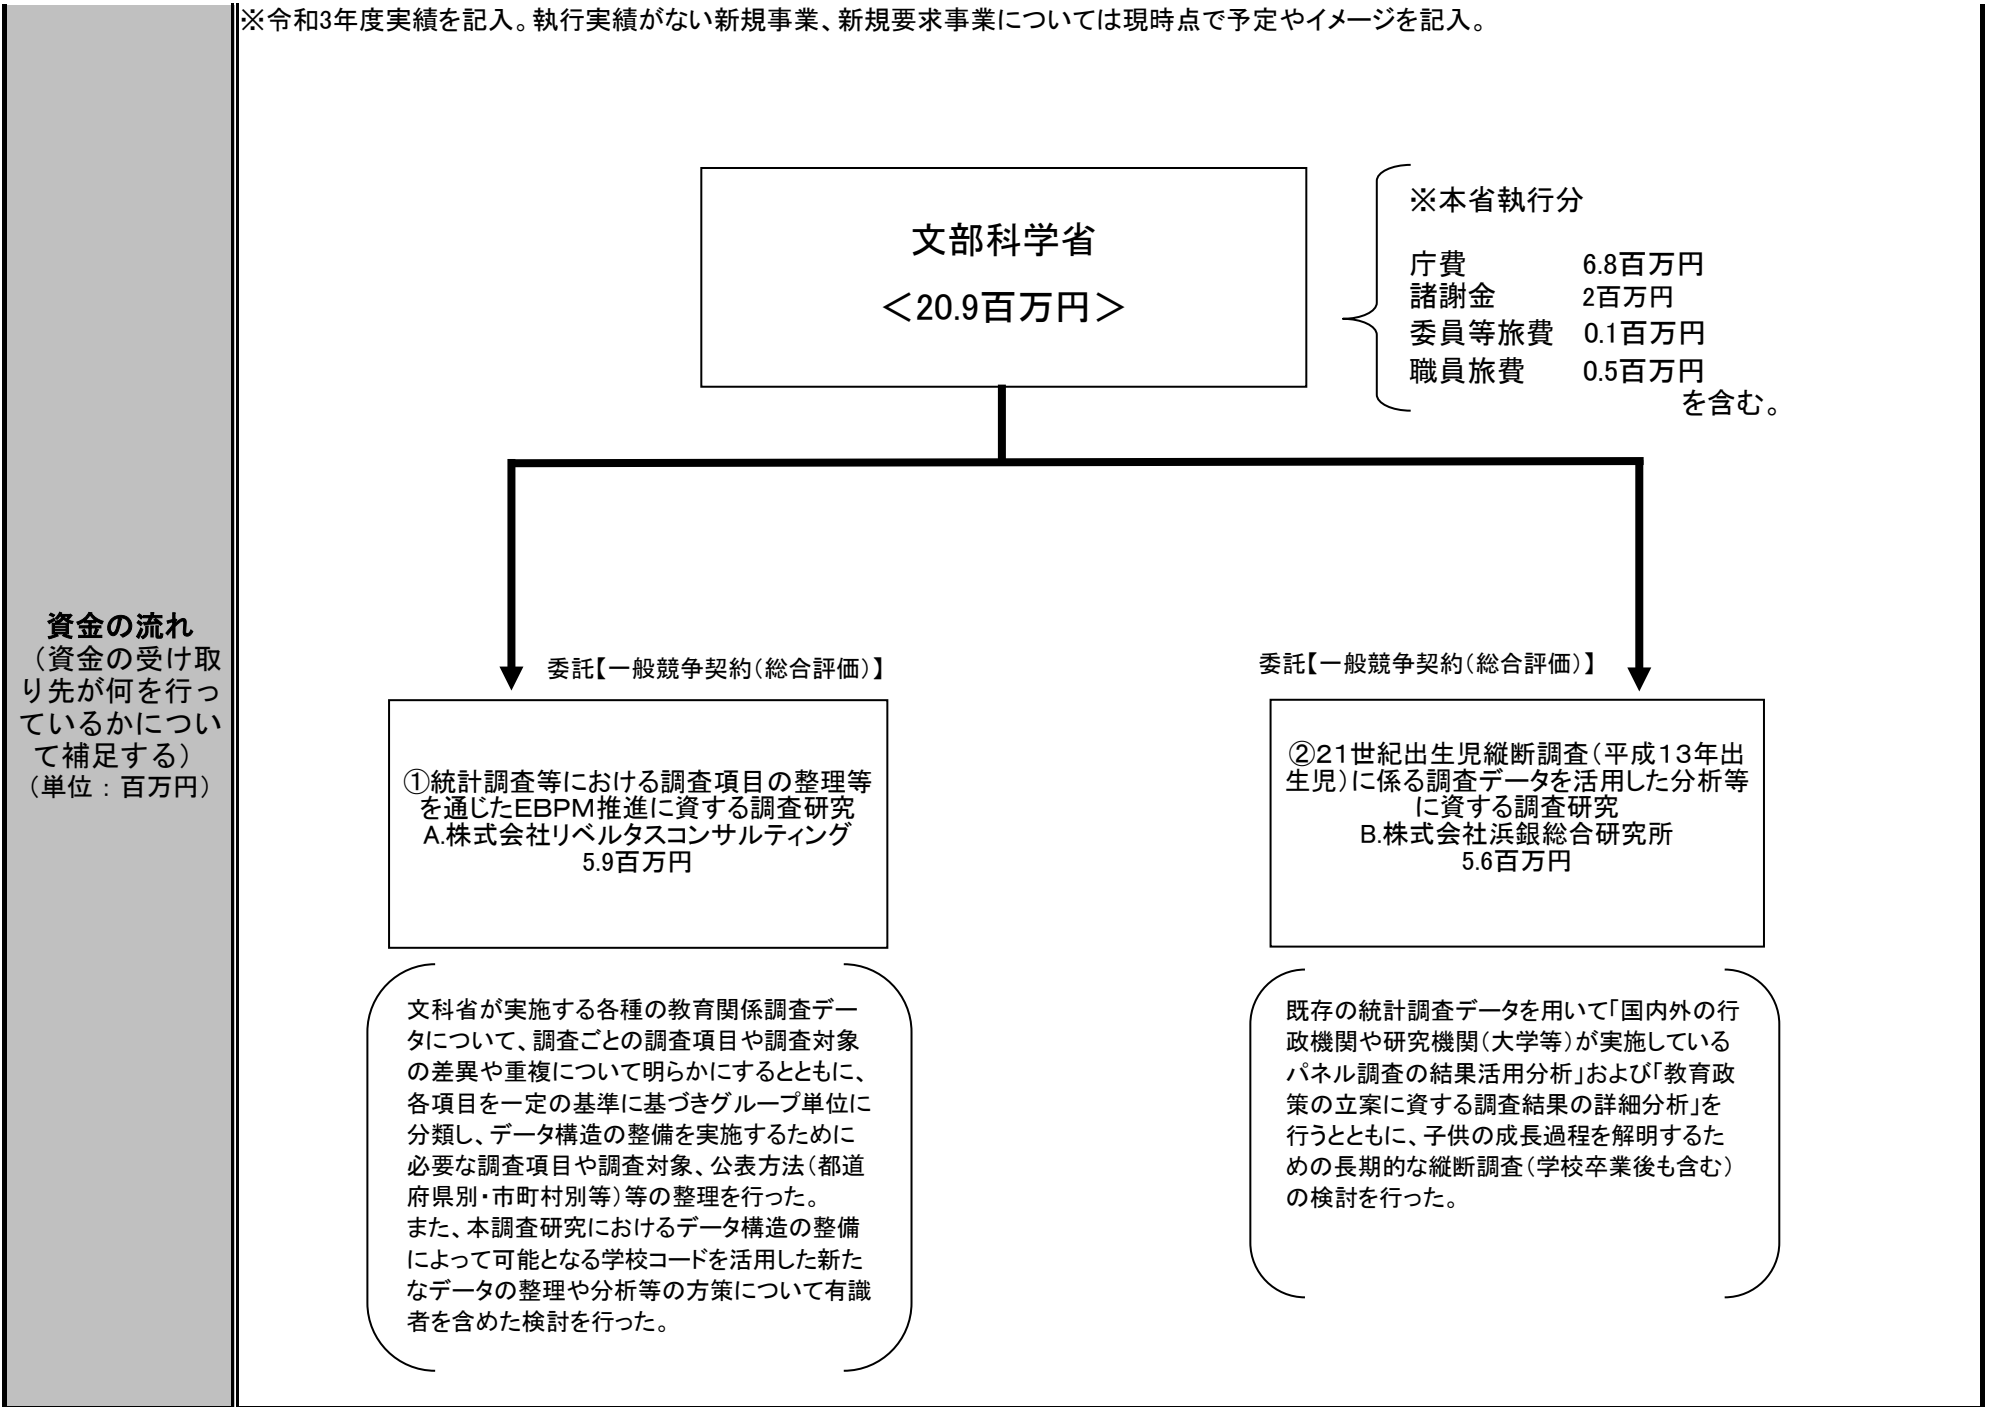 ※令和3年度実績を記入。執行実績がない新規事業、新規要求事業については現時点で予定やイメージを記入。
資金の流れ
（資金の受け取
り先が何を行っ
ているかについ
て補足する）
（単位：百万円）
文部科学省
＜20.9百万円＞
※本省執行分
庁費 6.8百万円
諸謝金 2百万円
委員等旅費 0.1百万円
職員旅費 0.5百万円
を含む。
委託【一般競争契約（総合評価）】
①統計調査等における調査項目の整理等
を通じたEBPM推進に資する調査研究
A.株式会社リベルタスコンサルティング
5.9百万円
文科省が実施する各種の教育関係調査デー
タについて、調査ごとの調査項目や調査対象
の差異や重複について明らかにするとともに、
各項目を一定の基準に基づきグループ単位に
分類し、データ構造の整備を実施するために
必要な調査項目や調査対象、公表方法（都道
府県別・市町村別等）等の整理を行った。
また、本調査研究におけるデータ構造の整備
によって可能となる学校コードを活用した新た
なデータの整理や分析等の方策について有識
者を含めた検討を行った。
委託【一般競争契約（総合評価）】
②21世紀出生児縦断調査（平成１３年出
生児）に係る調査データを活用した分析等
に資する調査研究
B.株式会社浜銀総合研究所
5.6百万円
既存の統計調査データを用いて「国内外の行
政機関や研究機関（大学等）が実施している
パネル調査の結果活用分析」および「教育政
策の立案に資する調査結果の詳細分析」を
行うとともに、子供の成長過程を解明するた
めの長期的な縦断調査（学校卒業後も含む）
の検討を行った。